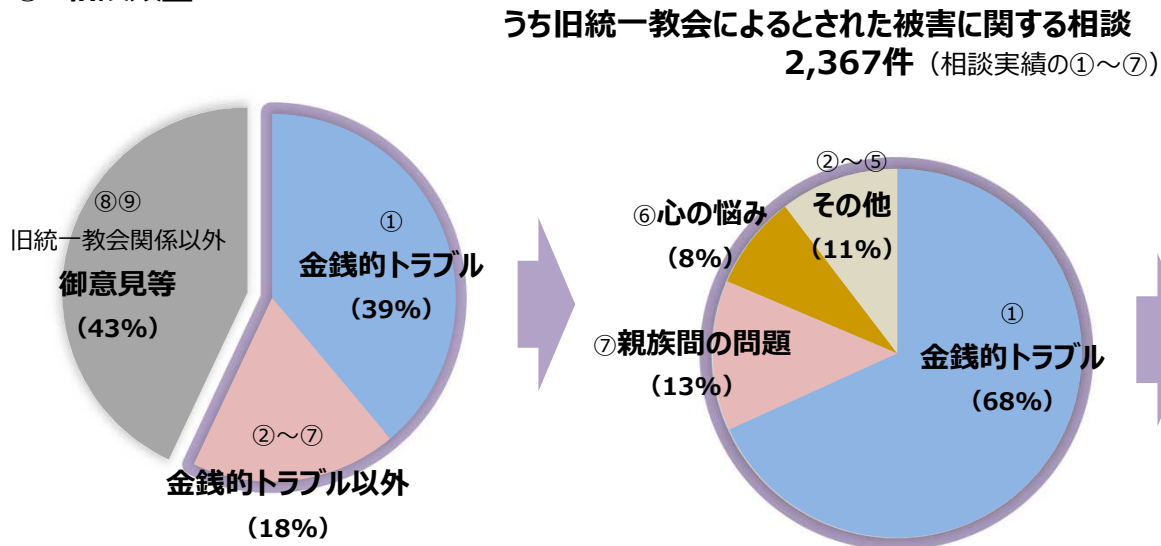 うち旧統一教会によるとされた被害に関する相談
2,367件（相談実績の①～⑦）
⑧⑨
旧統一教会関係以外
御意見等
（43%）
①
金銭的トラブル
（39%）
②～⑦
金銭的トラブル以外
（18%）
②～⑤
その他
（11%）
⑥心の悩み
（8%）
⑦親族間の問題
（13%）
①
金銭的トラブル
（68%）